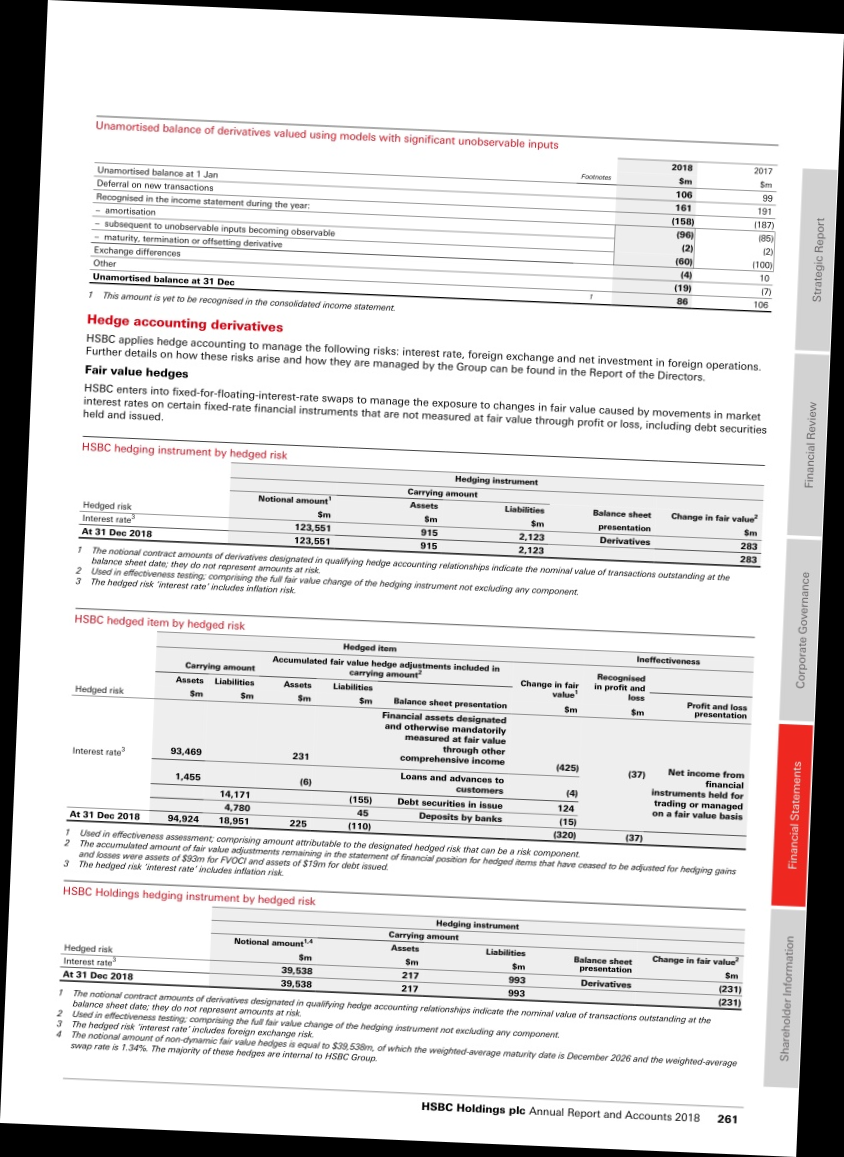 Unamortised balance of derivatives valued using models with significant unobservable inputs
2018 2017
Footnotes $m $m
Unamortised balance at 1 Jan 106 99
Deferral on new transactions 161 191
Recognised in the income statement during the year: (158) (187)
– amortisation (96) (85)
– subsequent to unobservable inputs becoming observable (2) (2)
– maturity, termination or offsetting derivative (60) (100)
Exchange differences (4) 10
Other (19) (7)
Unamortised balance at 31 Dec 1 86 106
1 This amount is yet to be recognised in the consolidated income statement.
Hedge accounting derivatives
HSBC applies hedge accounting to manage the following risks: interest rate, foreign exchange and net investment in foreign operations.
Further details on how these risks arise and how they are managed by the Group can be found in the Report of the Directors.
Fair value hedges
HSBC enters into fixed-for-floating-interest-rate swaps to manage the exposure to changes in fair value caused by movements in market
interest rates on certain fixed-rate financial instruments that are not measured at fair value through profit or loss, including debt securities
held and issued.
HSBC hedging instrument by hedged risk
Hedging instrument
Carrying amount
Notional amount1 Assets Liabilities Balance sheet presentation Change in fair value2
Hedged risk $m $m $m $m
Interest rate3 123,551 915 2,123 Derivatives 283
At 31 Dec 2018 123,551 915 2,123 283
1 The notional contract amounts of derivatives designated in qualifying hedge accounting relationships indicate the nominal value of transactions outstanding at the
balance sheet date; they do not represent amounts at risk.
2 Used in effectiveness testing; comprising the full fair value change of the hedging instrument not excluding any component.
3 The hedged risk 'interest rate' includes inflation risk.
HSBC hedged item by hedged risk
Hedged item Ineffectiveness
Carrying amount Accumulated fair value hedge adjustments included in
carrying amount2 Change in fair
value1 Recognised
in profit and
loss Profit and loss
presentation
Assets Liabilities Assets Liabilities
Hedged risk $m $m $m $m Balance sheet presentation $m $m
Interest rate3 93,469 231 Financial assets designated
and otherwise mandatorily
measured at fair value
through other
comprehensive income (425) (37) Net income from
financial
instruments held for
trading or managed
on a fair value basis
1,455 (6) Loans and advances to
customers (4)
14,171 (155) Debt securities in issue 124
4,780 45 Deposits by banks (15)
At 31 Dec 2018 94,924 18,951 225 (110) (320) (37)
1 Used in effectiveness assessment; comprising amount attributable to the designated hedged risk that can be a risk component.
2 The accumulated amount of fair value adjustments remaining in the statement of financial position for hedged items that have ceased to be adjusted for hedging gains
and losses were assets of $93m for FVOCI and assets of $19m for debt issued.
3 The hedged risk 'interest rate' includes inflation risk.
HSBC Holdings hedging instrument by hedged risk
Hedging instrument
Carrying amount
Notional amount1,4 Assets Liabilities Balance sheet
presentation Change in fair value2
Hedged risk $m $m $m $m
Interest rate3 39,538 217 993 Derivatives (231)
At 31 Dec 2018 39,538 217 993 (231)
1 The notional contract amounts of derivatives designated in qualifying hedge accounting relationships indicate the nominal value of transactions outstanding at the
balance sheet date; they do not represent amounts at risk.
2 Used in effectiveness testing; comprising the full fair value change of the hedging instrument not excluding any component.
3 The hedged risk 'interest rate' includes foreign exchange risk.
4 The notional amount of non-dynamic fair value hedges is equal to $39,538m, of which the weighted-average maturity date is December 2026 and the weighted-average
swap rate is 1.34%. The majority of these hedges are internal to HSBC Group.
HSBC Holdings plc Annual Report and Accounts 2018 261
Strategic Report
Financial Review
Corporate Governance
Financial Statements
Shareholder Information